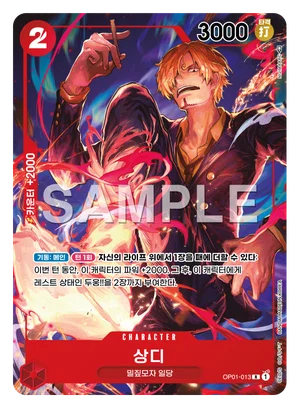 2
3000
타격
打
카운터 +2000
SAMPLE
기동: 메인 턴 1회 자신의 라이프 위에서 1장을 패에 더할 수 있다:
이번 턴 동안, 이 캐릭터의 파워 +2000. 그 후, 이 캐릭터에게
레스트 상태인 두웅!!을 2장까지 부여한다.
CHARACTER
상디
밀짚모자 일당
OP01-013 R 1